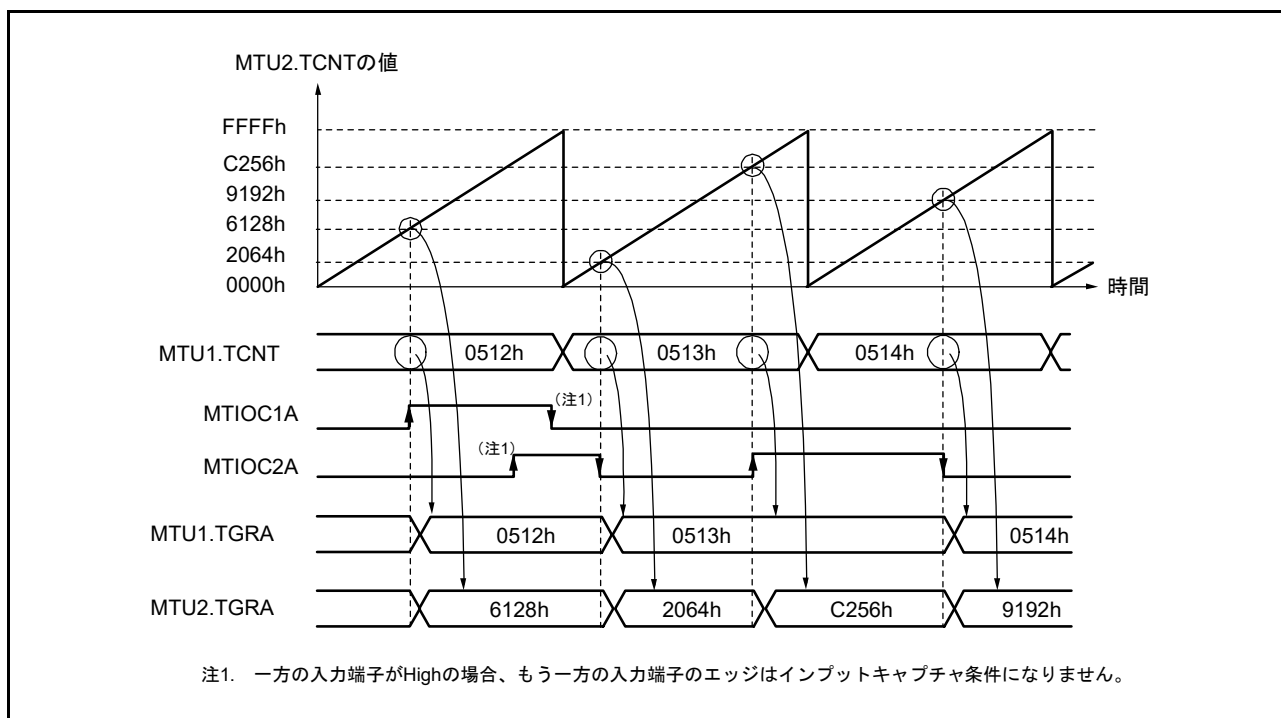 MTU2.TCNTの値
FFFFh
C256h
9192h
6128h
2064h
0000h
時間
MTU1.TCNT
0512h
0513h
0514h
MTIOC1A
（注1）
MTIOC2A
（注1）
MTU1.TGRA
0512h
0513h
0514h
MTU2.TGRA
6128h
2064h
C256h
9192h
注1. 一方の入力端子がHighの場合、もう一方の入力端子のエッジはインプットキャプチャ条件になりません。